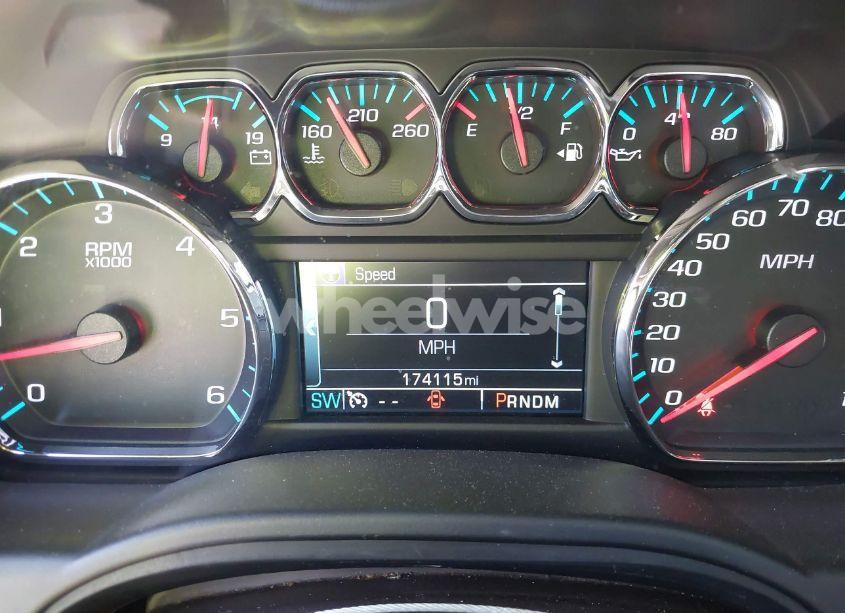 9 14 19
160 210 260
E 1/2 F
0 40 80
0 1 2 3 4 5 6
RPM
x1000
Speed
0
MPH
174115mi
SW -- PRNDM
0 10 20 30 40 50 60 70 80
MPH
wheelwise